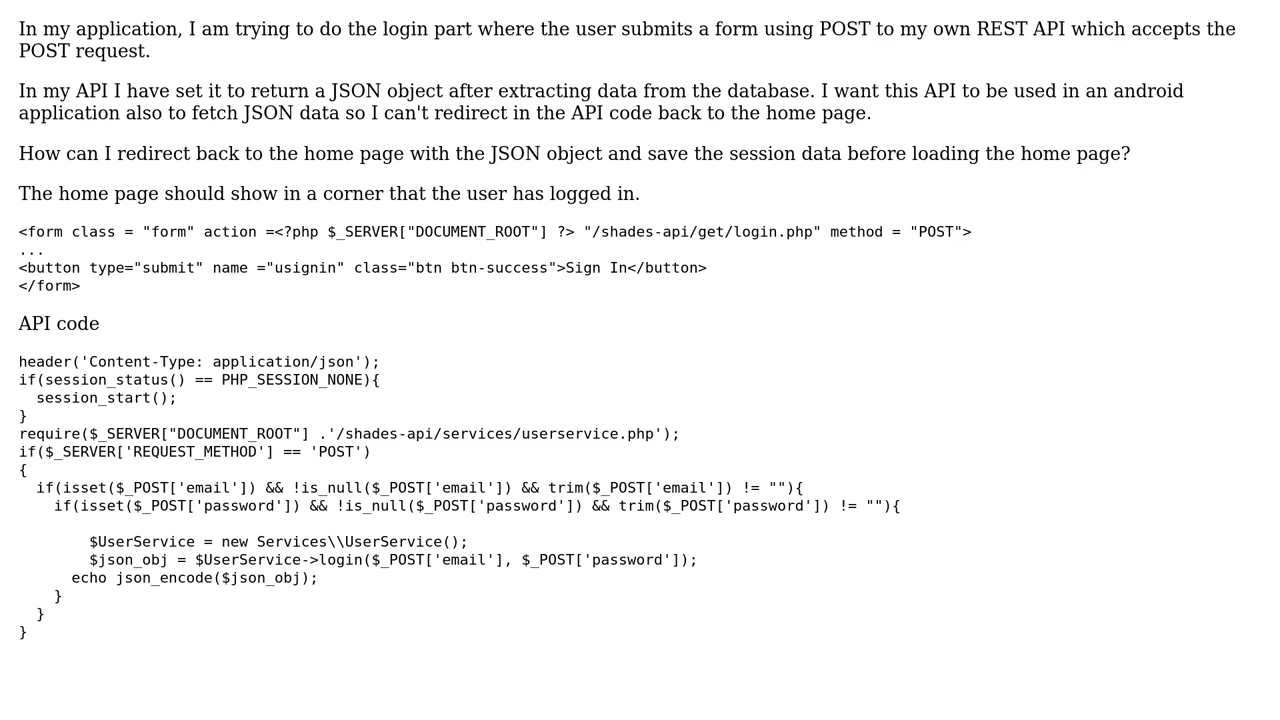 In my application, I am trying to do the login part where the user submits a form using POST to my own REST API which accepts the
POST request.
In my API I have set it to return a JSON object after extracting data from the database. I want this API to be used in an android
application also to fetch JSON data so I can't redirect in the API code back to the home page.
How can I redirect back to the home page with the JSON object and save the session data before loading the home page?
The home page should show in a corner that the user has logged in.
<form class = "form" action =<?php $_SERVER["DOCUMENT_ROOT"] ?> "/shades-api/get/login.php" method = "POST">
...
<button type="submit" name ="usignin" class="btn btn-success">Sign In</button>
</form>
API code
header('Content-Type: application/json');
if(session_status() == PHP_SESSION_NONE){
  session_start();
}
require($_SERVER["DOCUMENT_ROOT"] .'/shades-api/services/userservice.php');
if($_SERVER['REQUEST_METHOD'] == 'POST')
{
  if(isset($_POST['email']) && !is_null($_POST['email']) && trim($_POST['email']) != ""){
    if(isset($_POST['password']) && !is_null($_POST['password']) && trim($_POST['password']) != ""){
        $UserService = new Services\\UserService();
        $json_obj = $UserService->login($_POST['email'], $_POST['password']);
      echo json_encode($json_obj);
    }
  }
}